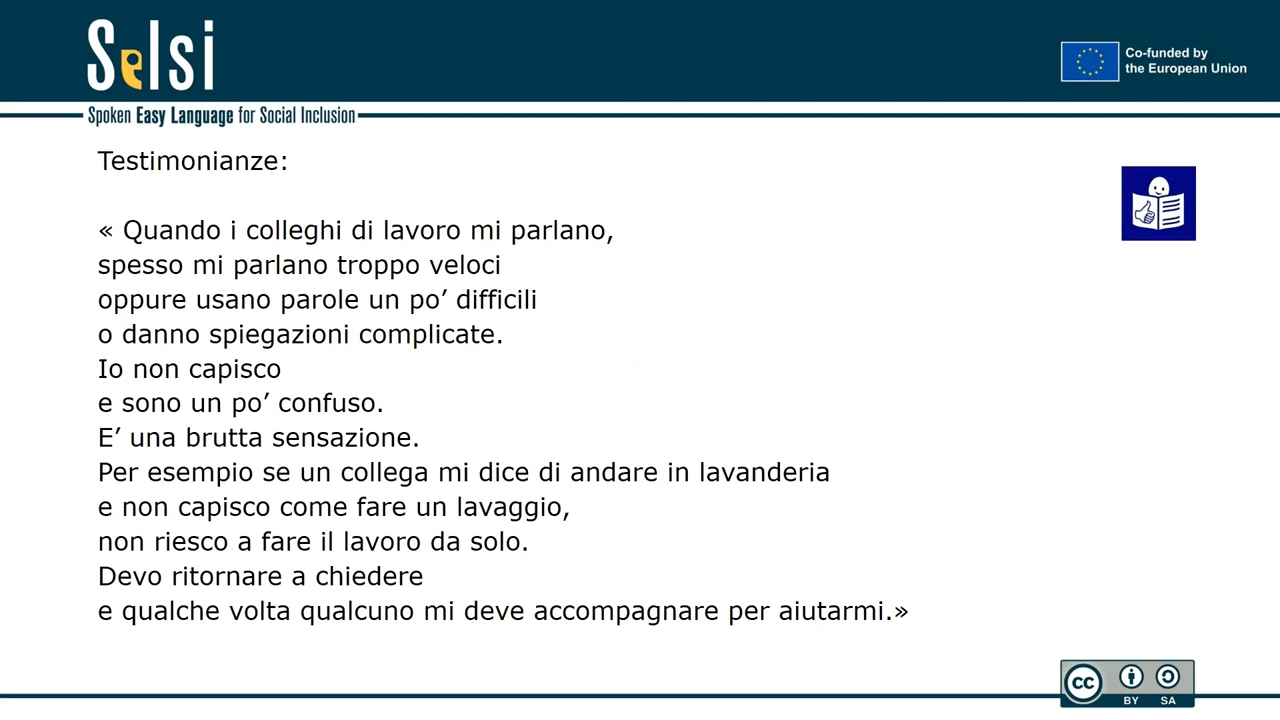 Selsi
Co-funded by
the European Union
Spoken Easy Language for Social Inclusion
Testimonianze:
« Quando i colleghi di lavoro mi parlano,
spesso mi parlano troppo veloci
oppure usano parole un po’ difficili
o danno spiegazioni complicate.
Io non capisco
e sono un po’ confuso.
E’ una brutta sensazione.
Per esempio se un collega mi dice di andare in lavanderia
e non capisco come fare un lavaggio,
non riesco a fare il lavoro da solo.
Devo ritornare a chiedere
e qualche volta qualcuno mi deve accompagnare per aiutarmi.»
cc
BY SA